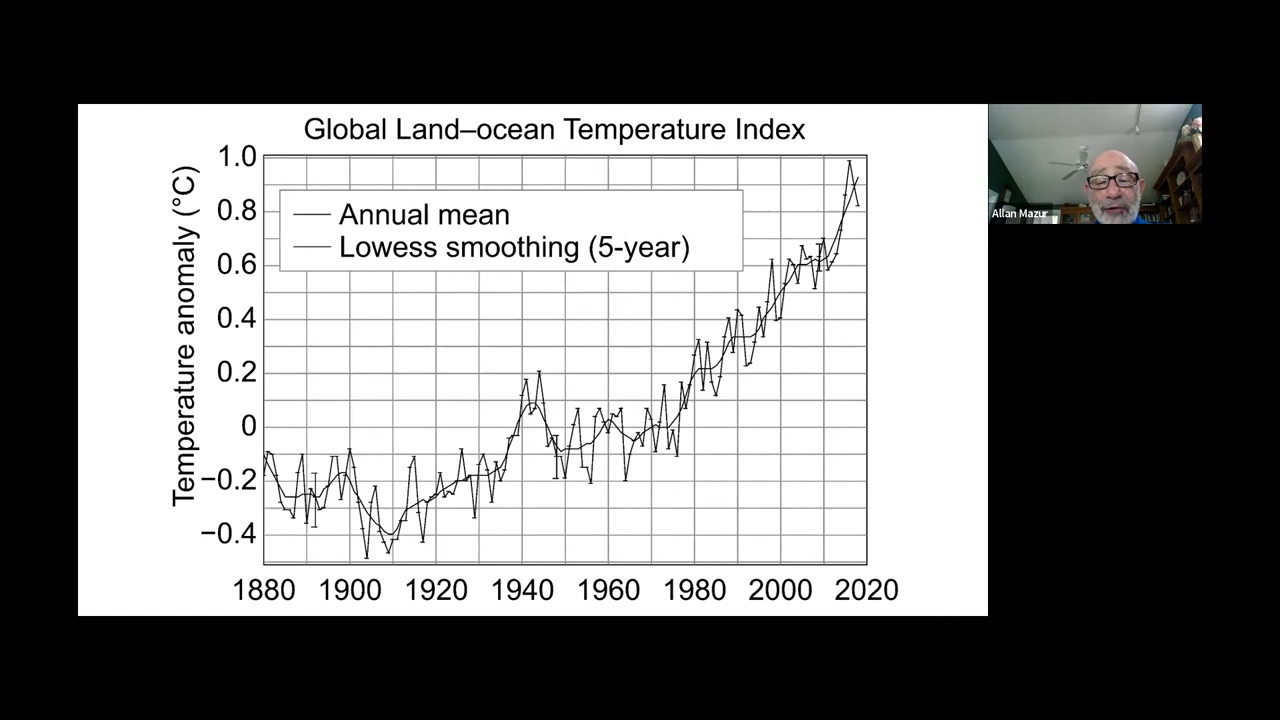 Global Land–ocean Temperature Index
Temperature anomaly (°C)
1.0
0.8
0.6
0.4
0.2
0
−0.2
−0.4
Annual mean
Lowess smoothing (5-year)
1880 1900 1920 1940 1960 1980 2000 2020
Allan Mazur